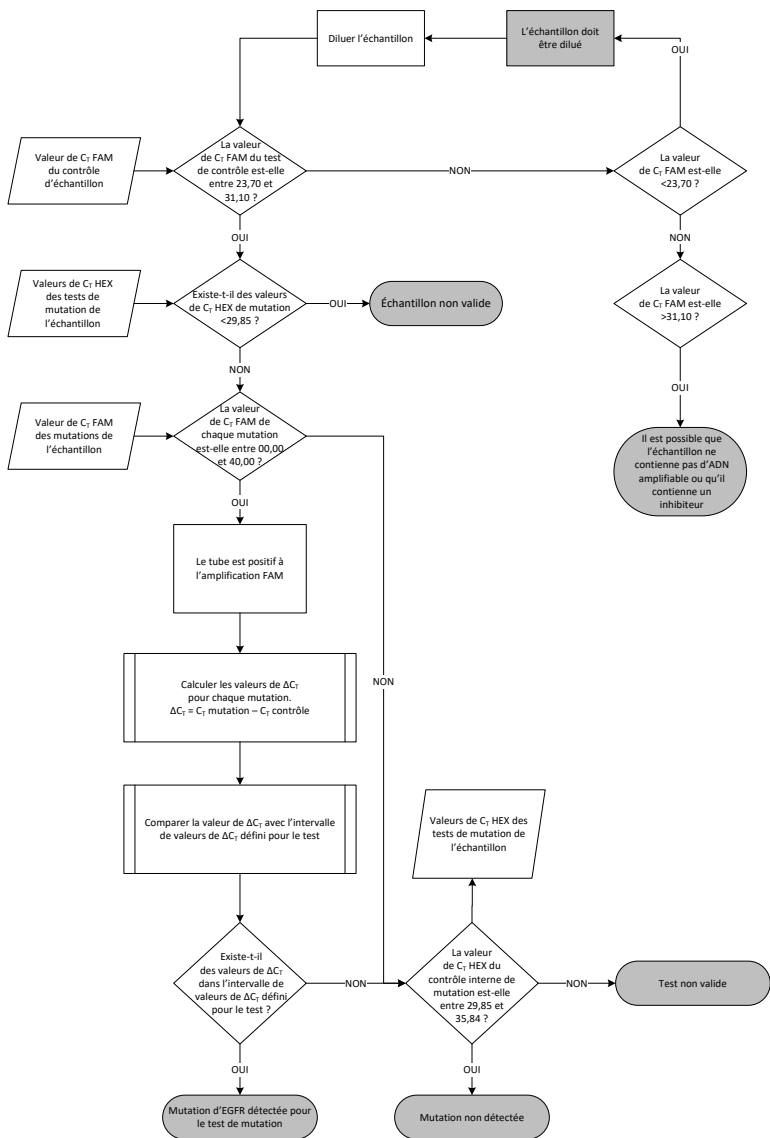 Diluer l’échantillon
L’échantillon doit
être dilué
OUI
Valeur de CT FAM
du contrôle
d’échantillon
La valeur
de CT FAM du test
de contrôle est-elle
entre 23,70 et
31,10 ?
NON
La valeur
de CT FAM est-elle
<23,70 ?
OUI
NON
Valeurs de CT HEX
des tests de
mutation de
l’échantillon
Existe-t-il des valeurs
de CT HEX de mutation
<29,85 ?
OUI
Échantillon non valide
La valeur
de CT FAM est-elle
>31,10 ?
NON
OUI
Valeur de CT FAM
des mutations de
l’échantillon
La valeur
de CT FAM de
chaque mutation
est-elle entre 00,00
et 40,00 ?
Il est possible que
l’échantillon ne
contienne pas d’ADN
amplifiable ou qu’il
contienne un
inhibiteur
OUI
Le tube est positif à
l’amplification FAM
NON
Calculer les valeurs de ΔCT
pour chaque mutation.
ΔCT = CT mutation – CT contrôle
Comparer la valeur de ΔCT avec l’intervalle
de valeurs de ΔCT défini pour le test
Valeurs de CT HEX des
tests de mutation de
l’échantillon
Existe-t-il
des valeurs de ΔCT
dans l’intervalle de
valeurs de ΔCT défini
pour le test ?
NON
La valeur
de CT HEX du
contrôle interne de
mutation est-elle
entre 29,85 et
35,84 ?
NON
Test non valide
OUI
OUI
Mutation d’EGFR détectée pour
le test de mutation
Mutation non détectée